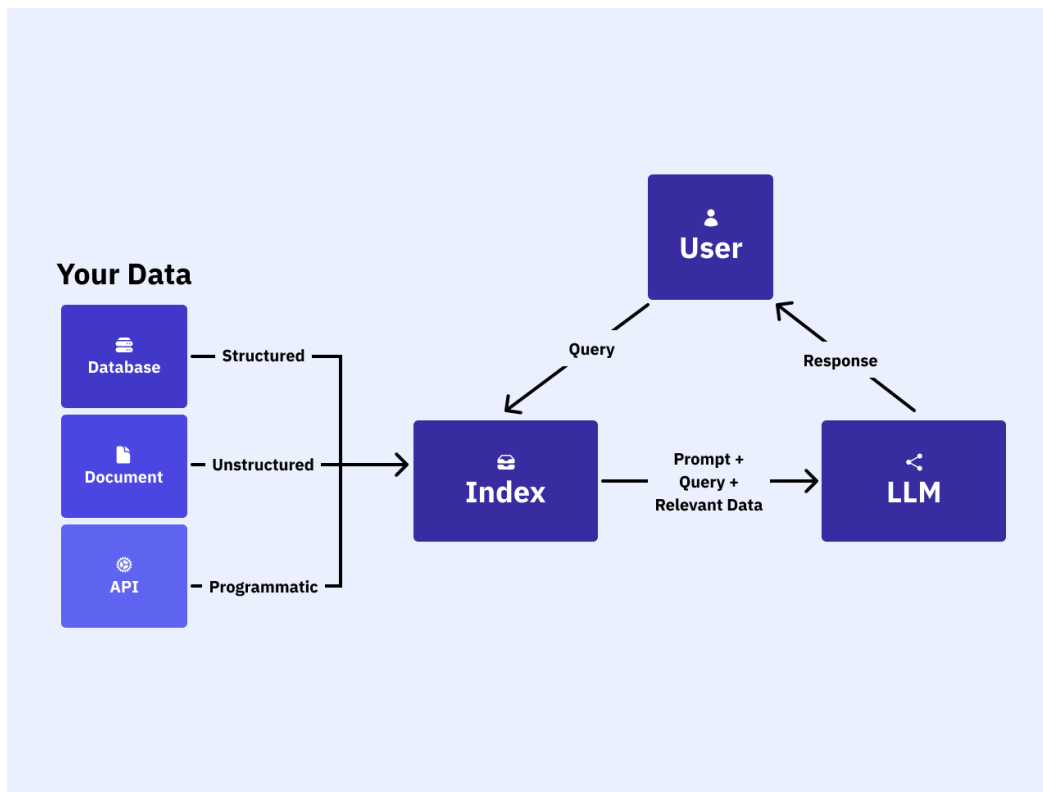 User
Your Data
Database
Structured
Query
Response
Document
Unstructured
Index
Prompt +
Query +
Relevant Data
LLM
API
Programmatic